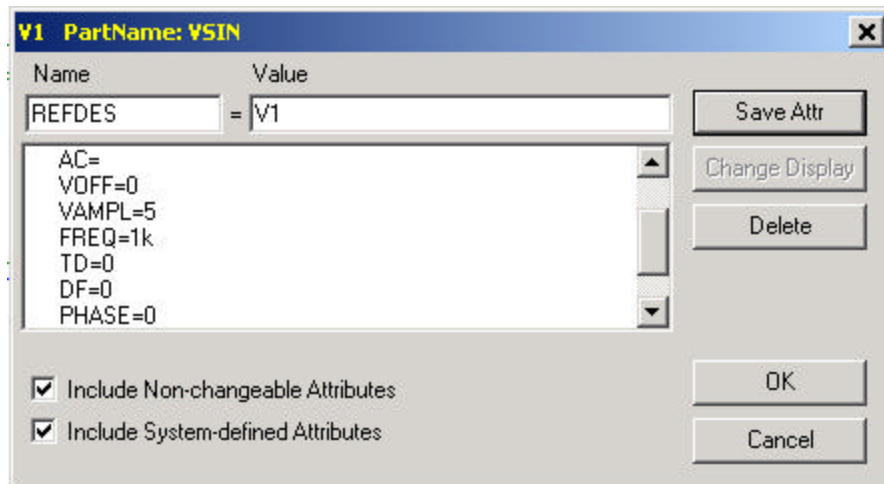 V1 PartName: VSIN
Name Value
REFDES = V1
Save Attr
AC=
VOFF=0
VAMPL=5
FREQ=1k
TD=0
DF=0
PHASE=0
Change Display
Delete
Include Non-changeable Attributes
Include System-defined Attributes
OK
Cancel